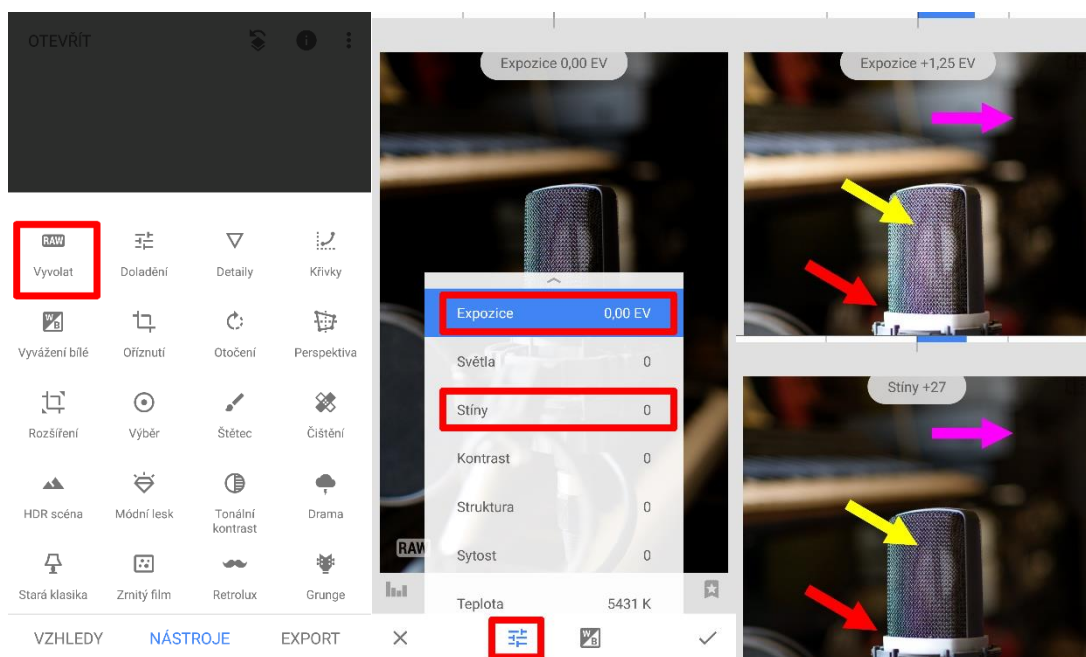 OTEVŘÍT
RAW
Vyvolat
Doladění
Detaily
Křivky
W B
Vyvážení bílé
Oříznutí
Otočení
Perspektiva
Rozšíření
Výběr
Štětec
Čištění
HDR scéna
Módní lesk
Tonální
kontrast
Drama
Stará klasika
Zrnitý film
Retrolux
Grunge
VZHLEDY
NÁSTROJE
EXPORT
Expozice 0,00 EV
Expozice 0,00 EV
Světla 0
Stíny 0
Kontrast 0
Struktura 0
Sytost 0
Teplota 5431 K
RAW
W B
Expozice +1,25 EV
Stíny +27